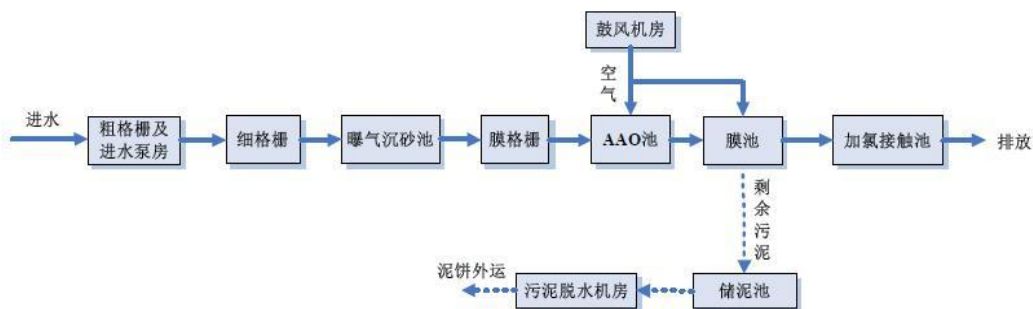 鼓风机房
空
气
进水
粗格栅及
进水泵房
细格栅
曝气沉砂池
膜格栅
AAO池
膜池
加氯接触池
排放
剩
余
污
泥
泥饼外运
污泥脱水机房
储泥池